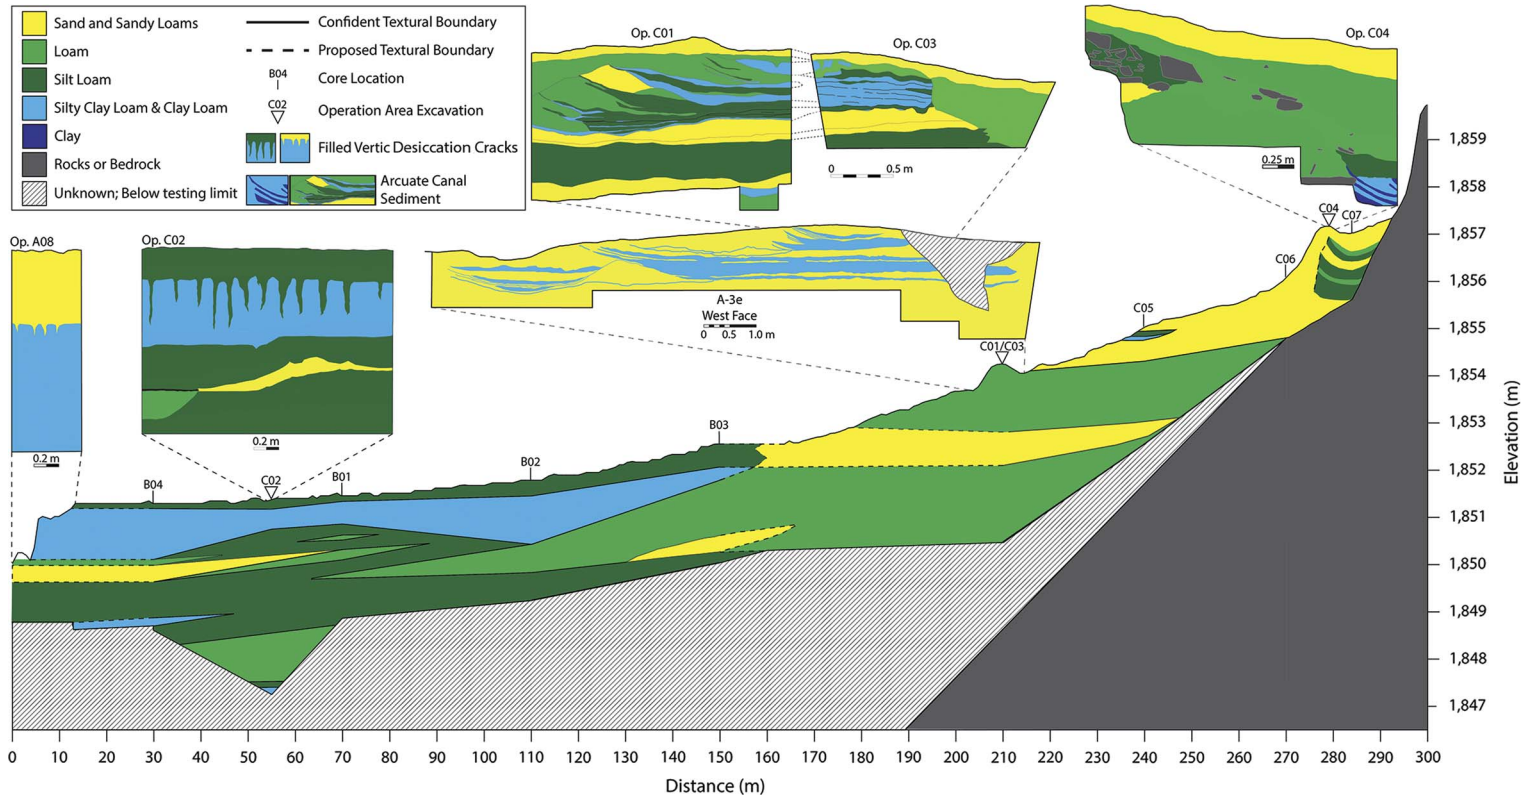 Sand and Sandy Loams
Loam
Silt Loam
Silty Clay Loam & Clay Loam
Clay
Rocks or Bedrock
Unknown; Below testing limit
Confident Textural Boundary
Proposed Textural Boundary
B04
Core Location
C02
Operation Area Excavation
Filled Vertic Desiccation Cracks
Arcuate Canal
Sediment
Op. C01
Op. C03
0 0.5 m
Op. C04
0.25 m
Op. A08
0.2 m
Op. C02
0.2 m
A-3e
West Face
0 0.5 1.0 m
B04
C02
B01
B02
B03
C01/C03
C05
C06
C04
C07
1,859
1,858
1,857
1,856
1,855
1,854
1,853
1,852
1,851
1,850
1,849
1,848
1,847
Elevation (m)
0 10 20 30 40 50 60 70 80 90 100 110 120 130 140 150 160 170 180 190 200 210 220 230 240 250 260 270 280 290 300
Distance (m)